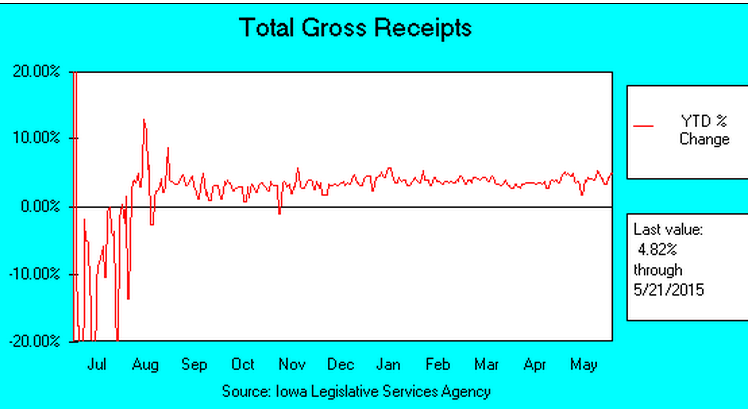 Total Gross Receipts
20.00%
10.00%
0.00%
-10.00%
-20.00%
Jul Aug Sep Oct Nov Dec Jan Feb Mar Apr May
Source: Iowa Legislative Services Agency
YTD %
Change
Last value:
4.82%
through
5/21/2015